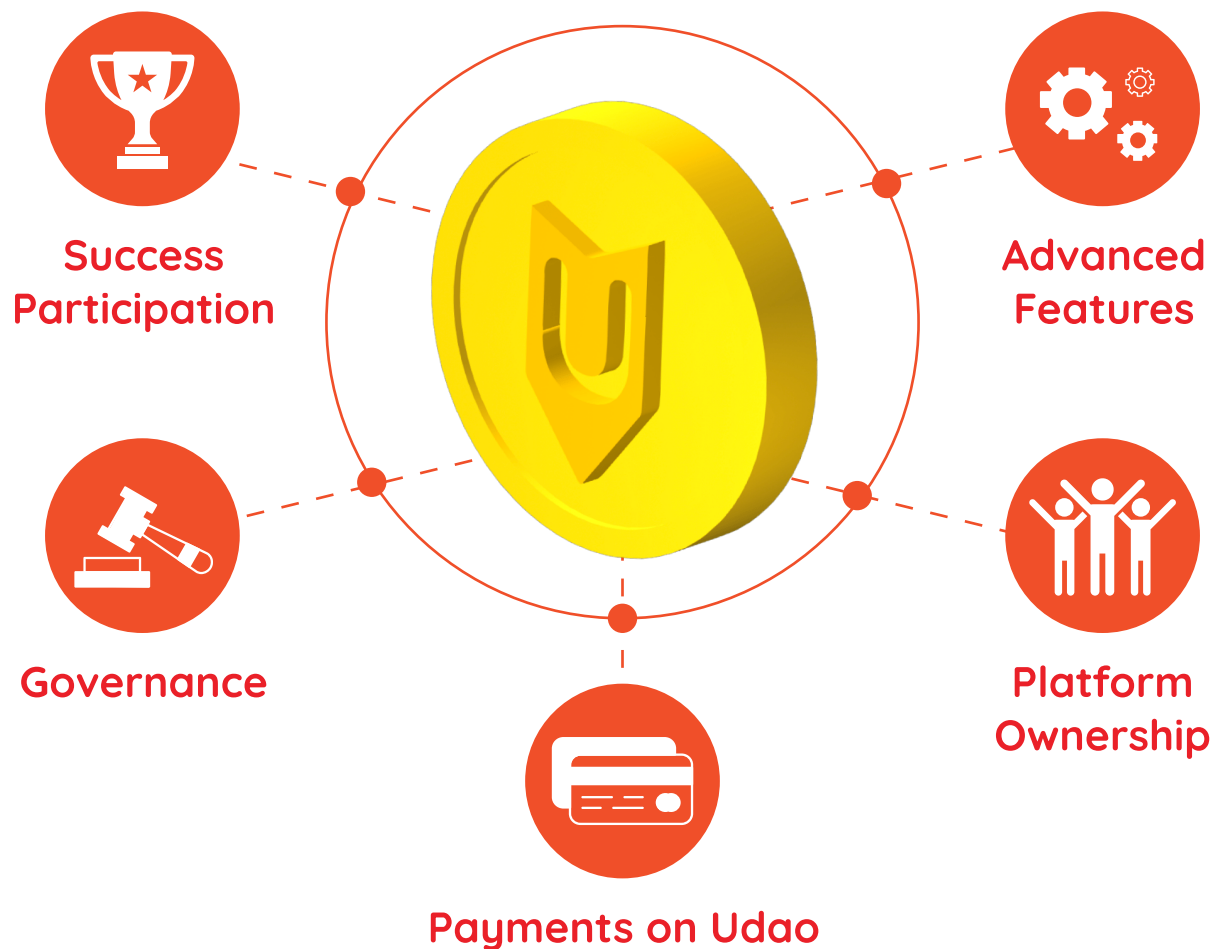 Success
Participation
Advanced
Features
U
Governance
Platform
Ownership
Payments on Udao